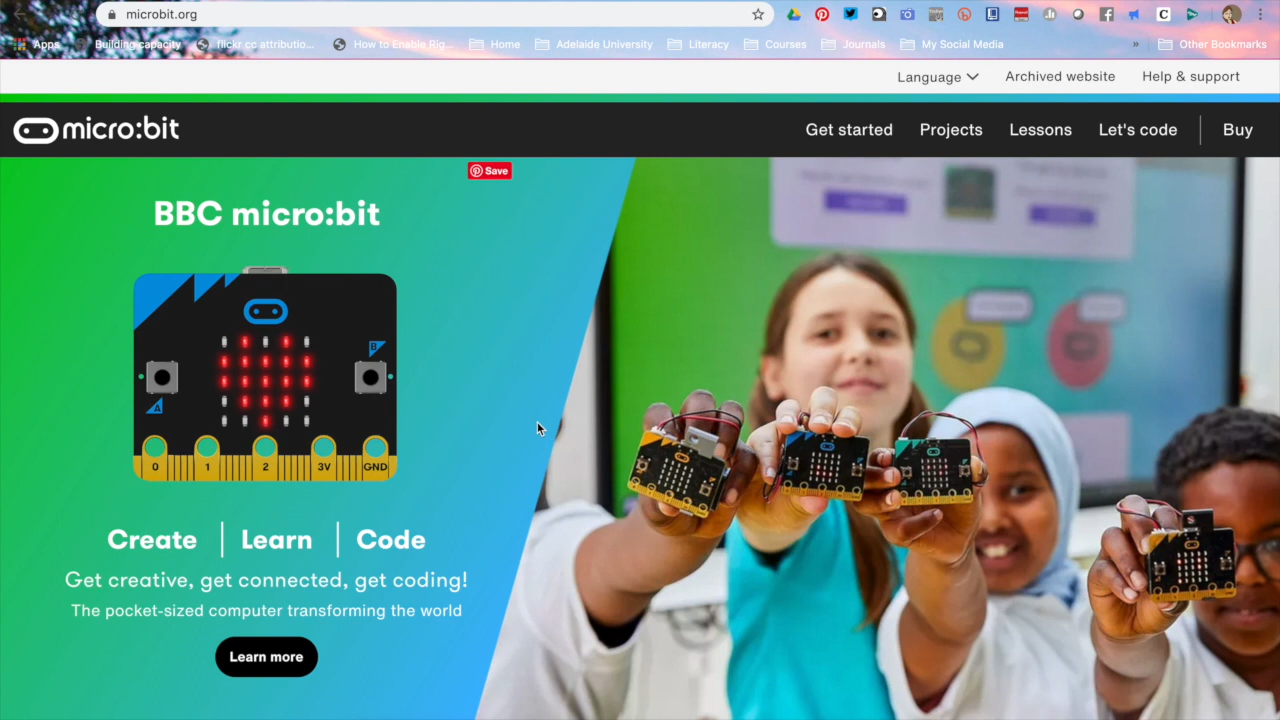 microbit.org
Apps
Building capacity
flickr cc attributio...
How to Enable Rig...
Home
Adelaide University
Literacy
Courses
Journals
My Social Media
»
Other Bookmarks
Language
Archived website
Help & support
micro:bit
Get started
Projects
Lessons
Let's code
Buy
Save
BBC micro:bit
B
A
0 1 2 3V GND
Create | Learn | Code
Get creative, get connected, get coding!
The pocket-sized computer transforming the world
Learn more